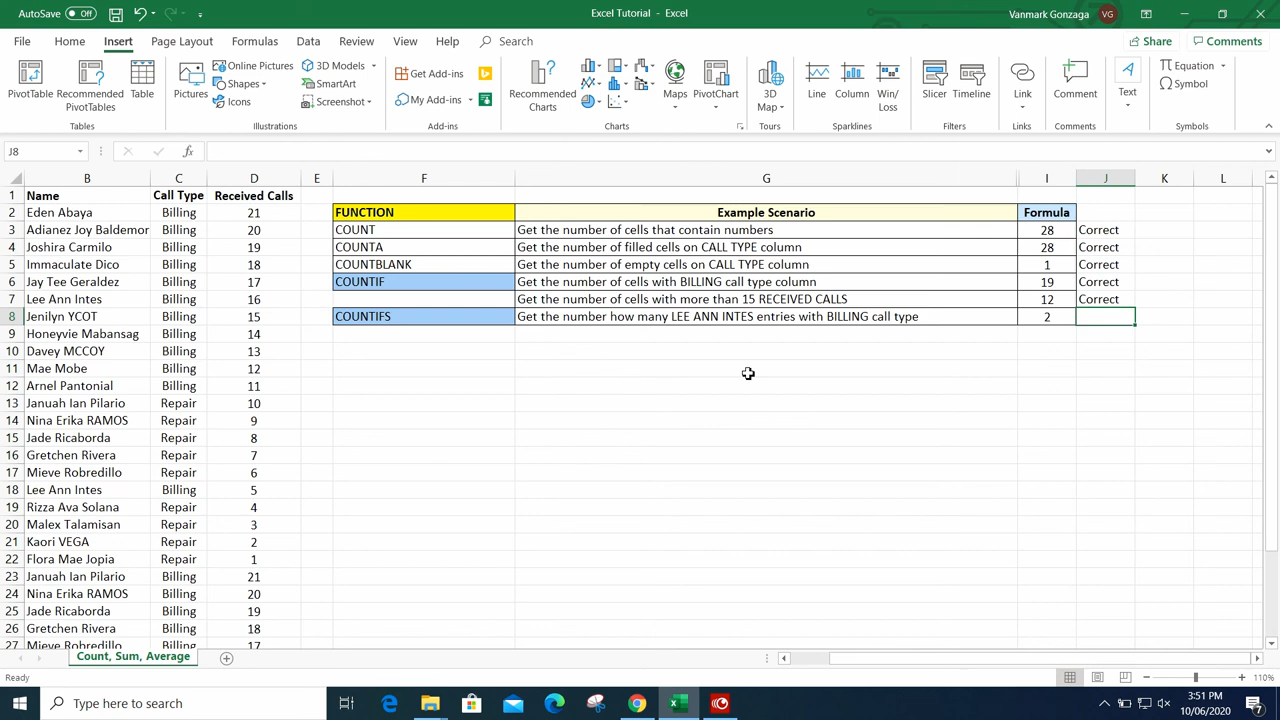 AutoSave Off
Excel Tutorial - Excel
Vanmark Gonzaga VG
File Home Insert Page Layout Formulas Data Review View Help Search Share Comments
PivotTable Recommended PivotTables Table
Tables
Pictures Online Pictures Shapes Icons 3D Models SmartArt Screenshot
Illustrations
Get Add-ins My Add-ins
Add-ins
Recommended Charts Maps PivotChart
Charts
3D Map
Tours
Line Column Win/Loss
Sparklines
Slicer Timeline
Filters
Link
Links
Comment
Comments
Text
Equation Symbol
Symbols
J8 fx
B C D E F G I J K L
1 Name Call Type Received Calls
2 Eden Abaya Billing 21 FUNCTION Example Scenario Formula
3 Adianez Joy Baldemor Billing 20 COUNT Get the number of cells that contain numbers 28 Correct
4 Joshira Carmilo Billing 19 COUNTA Get the number of filled cells on CALL TYPE column 28 Correct
5 Immaculate Dico Billing 18 COUNTBLANK Get the number of empty cells on CALL TYPE column 1 Correct
6 Jay Tee Geraldez Billing 17 COUNTIF Get the number of cells with BILLING call type column 19 Correct
7 Lee Ann Intes Billing 16 Get the number of cells with more than 15 RECEIVED CALLS 12 Correct
8 Jenilyn YCOT Billing 15 COUNTIFS Get the number how many LEE ANN INTES entries with BILLING call type 2
9 Honeyvie Mabansag Billing 14
10 Davey MCCOY Billing 13
11 Mae Mobe Billing 12
12 Arnel Pantonial Billing 11
13 Januah Ian Pilario Repair 10
14 Nina Erika RAMOS Repair 9
15 Jade Ricaborda Repair 8
16 Gretchen Rivera Repair 7
17 Mieve Robredillo Repair 6
18 Lee Ann Intes Billing 5
19 Rizza Ava Solana Repair 4
20 Malex Talamisan Repair 3
21 Kaori VEGA Repair 2
22 Flora Mae Jopia Repair 1
23 Januah Ian Pilario Billing 21
24 Nina Erika RAMOS Billing 20
25 Jade Ricaborda Billing 19
26 Gretchen Rivera Billing 18
27 Mieve Robredillo Billing 17
Count, Sum, Average
Ready 110%
Type here to search
3:51 PM
10/06/2020